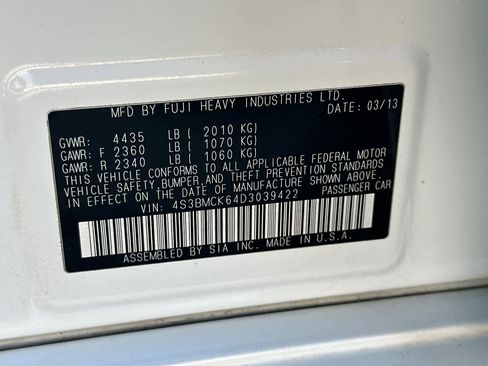 MFD BY FUJI HEAVY INDUSTRIES LTD.
DATE: 03/13
GVWR: 4435 LB ( 2010 KG)
GAWR: F 2360 LB ( 1070 KG)
GAWR: R 2340 LB ( 1060 KG)
THIS VEHICLE CONFORMS TO ALL APPLICABLE FEDERAL MOTOR
VEHICLE SAFETY, BUMPER AND THEFT PREVENTION STANDARDS
IN EFFECT ON THE DATE OF MANUFACTURE SHOWN ABOVE.
VIN: 4S3BMCK64D3039422 PASSENGER CAR
ASSEMBLED BY SIA INC. MADE IN U.S.A.